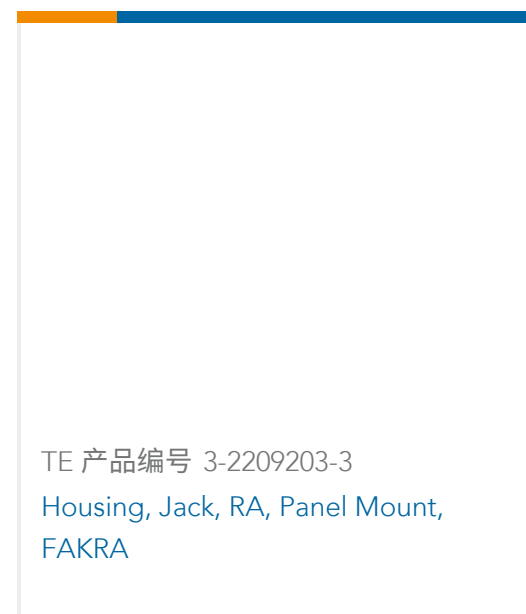 TE 产品编号 3-2209203-3
Housing, Jack, RA, Panel Mount,
FAKRA